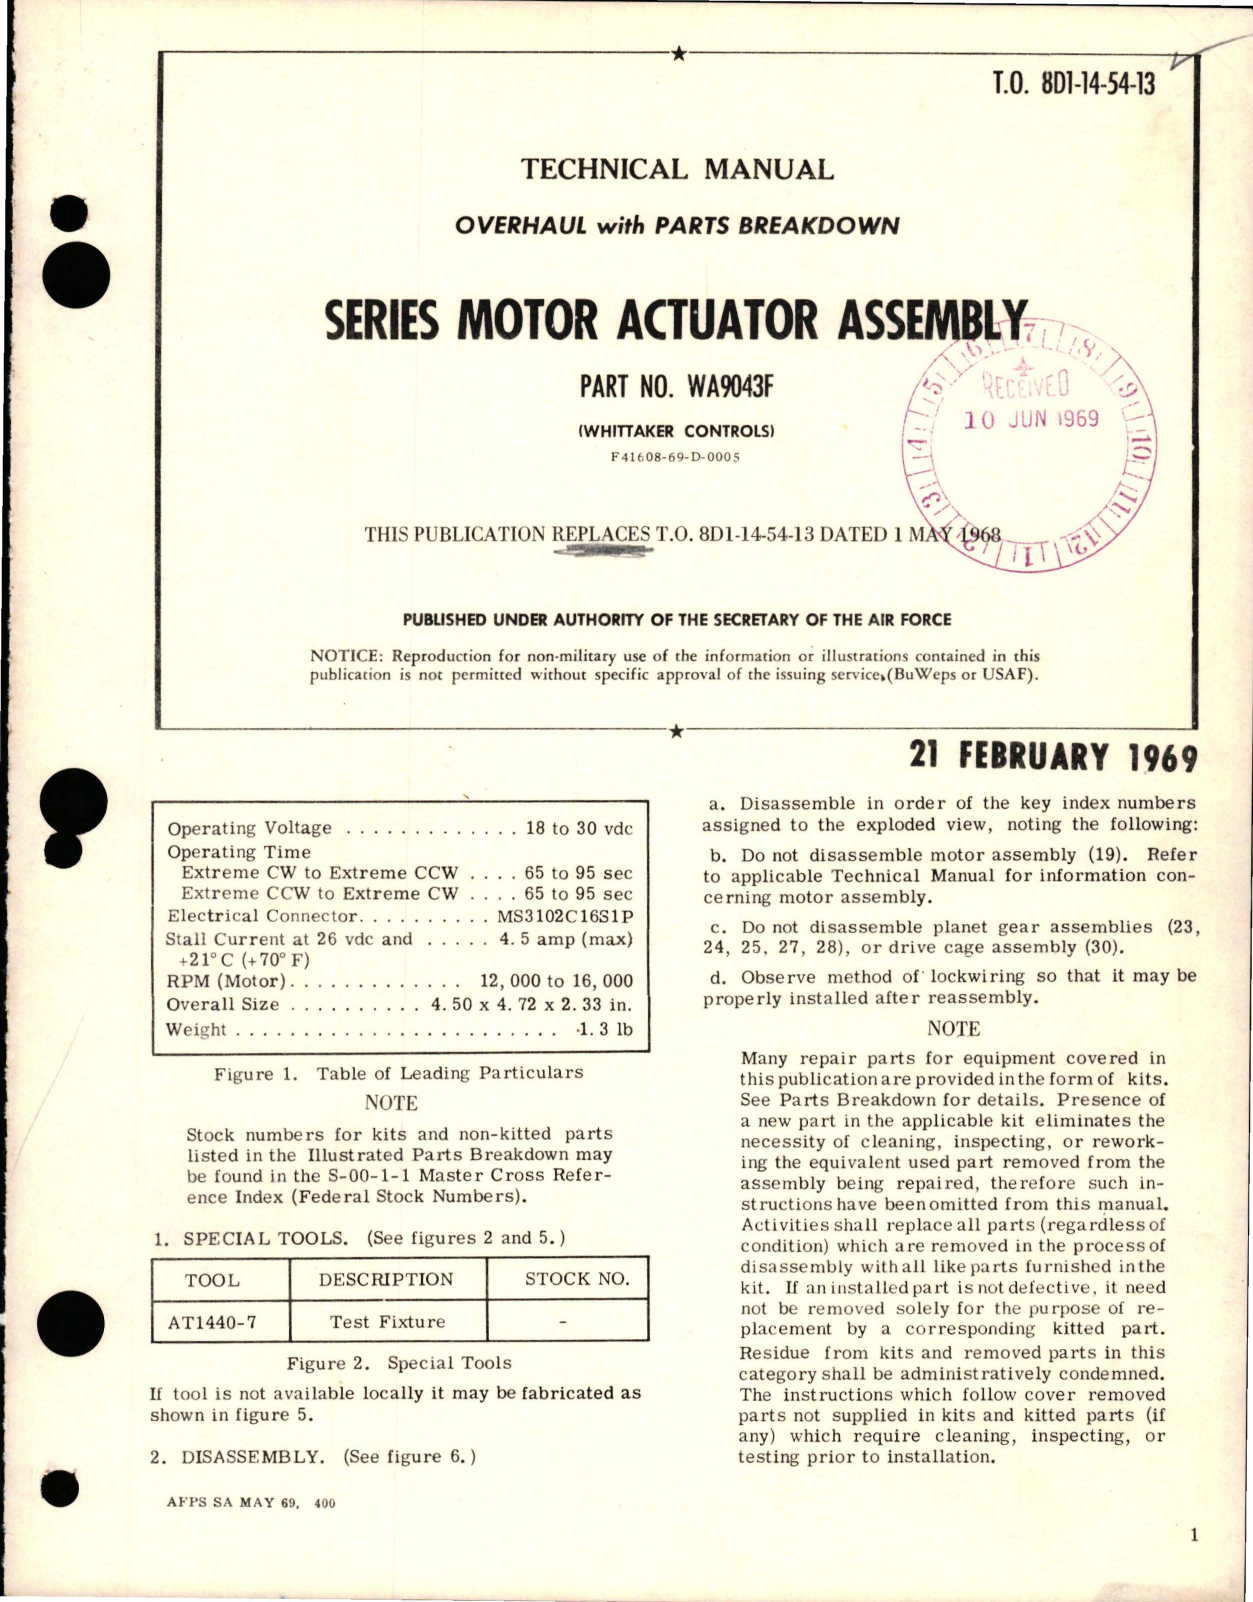 T.O. 8D1-14-54-13
TECHNICAL MANUAL
OVERHAUL with PARTS BREAKDOWN
SERIES MOTOR ACTUATOR ASSEMBLY
PART NO. WA9043F
(WHITTAKER CONTROLS)
F41608-69-D-0005
RECEIVED
10 JUN 1969
1 2 3 4 5 6 7 8 9 10 11 12
THIS PUBLICATION REPLACES T.O. 8D1-14-54-13 DATED 1 MAY 1968
PUBLISHED UNDER AUTHORITY OF THE SECRETARY OF THE AIR FORCE
NOTICE: Reproduction for non-military use of the information or illustrations contained in this
publication is not permitted without specific approval of the issuing service, (BuWeps or USAF).
21 FEBRUARY 1969
Operating Voltage . . . . . . . . . . . . . 18 to 30 vdc
Operating Time
Extreme CW to Extreme CCW . . . . 65 to 95 sec
Extreme CCW to Extreme CW . . . . 65 to 95 sec
Electrical Connector. . . . . . . . . . MS3102C16S1P
Stall Current at 26 vdc and . . . . . 4.5 amp (max)
+21° C (+70° F)
RPM (Motor). . . . . . . . . . . . . 12,000 to 16,000
Overall Size . . . . . . . . . . 4.50 x 4.72 x 2.33 in.
Weight . . . . . . . . . . . . . . . . . . . . . . . . 1.3 lb
Figure 1. Table of Leading Particulars
NOTE
Stock numbers for kits and non-kitted parts
listed in the Illustrated Parts Breakdown may
be found in the S-00-1-1 Master Cross Refer-
ence Index (Federal Stock Numbers).
1. SPECIAL TOOLS. (See figures 2 and 5.)
TOOL DESCRIPTION STOCK NO.
AT1440-7 Test Fixture -
Figure 2. Special Tools
If tool is not available locally it may be fabricated as
shown in figure 5.
2. DISASSEMBLY. (See figure 6.)
a. Disassemble in order of the key index numbers
assigned to the exploded view, noting the following:
b. Do not disassemble motor assembly (19). Refer
to applicable Technical Manual for information con-
cerning motor assembly.
c. Do not disassemble planet gear assemblies (23,
24, 25, 27, 28), or drive cage assembly (30).
d. Observe method of lockwiring so that it may be
properly installed after reassembly.
NOTE
Many repair parts for equipment covered in
this publication are provided in the form of kits.
See Parts Breakdown for details. Presence of
a new part in the applicable kit eliminates the
necessity of cleaning, inspecting, or rework-
ing the equivalent used part removed from the
assembly being repaired, therefore such in-
structions have been omitted from this manual.
Activities shall replace all parts (regardless of
condition) which are removed in the process of
disassembly with all like parts furnished in the
kit. If an installed part is not defective, it need
not be removed solely for the purpose of re-
placement by a corresponding kitted part.
Residue from kits and removed parts in this
category shall be administratively condemned.
The instructions which follow cover removed
parts not supplied in kits and kitted parts (if
any) which require cleaning, inspecting, or
testing prior to installation.
AFPS SA MAY 69, 400
1